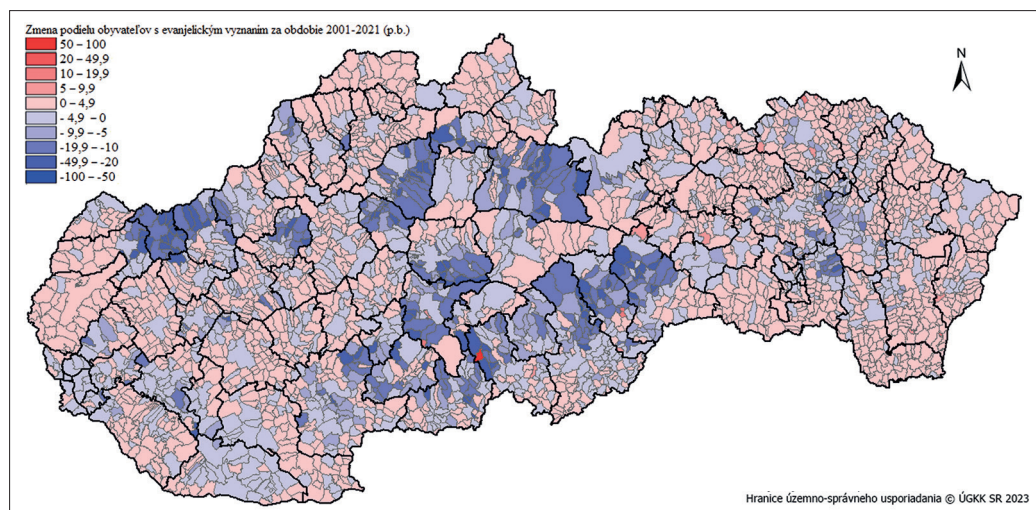 Zmena podielu obyvateľov s evanjelickým vyznaním za obdobie 2001-2021 (p.b.)
50 – 100
20 – 49,9
10 – 19,9
5 – 9,9
0 – 4,9
- 4,9 – 0
-9,9 – -5
-19,9 – -10
-49,9 – -20
-100 – -50
N
Hranice územno-správneho usporiadania © ÚGKK SR 2023